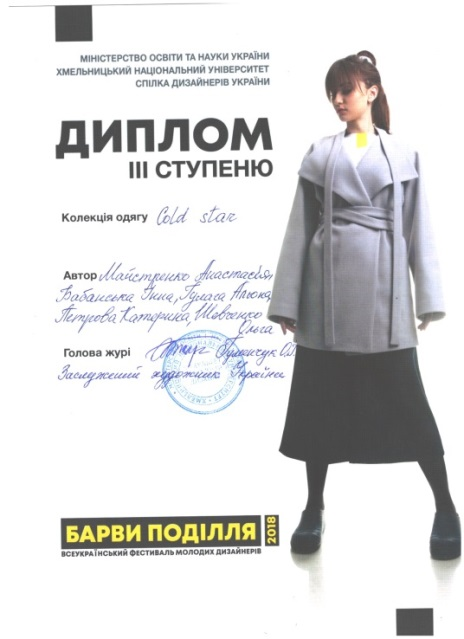 МІНІСТЕРСТВО ОСВІТИ ТА НАУКИ УКРАЇНИ
ХМЕЛЬНИЦЬКИЙ НАЦІОНАЛЬНИЙ УНІВЕРСИТЕТ
СПІЛКА ДИЗАЙНЕРІВ УКРАЇНИ
ДИПЛОМ
ІІІ СТУПЕНЮ
Колекція одягу Cold star
Автор Майстренко Анастасія,
Бабанська Інна, Гулага Альона,
Петрова Катерина, Шевченко
Ольга
Голова журі
Заслужений художник України
БАРВИ ПОДІЛЛЯ 2018
ВСЕУКРАЇНСЬКИЙ ФЕСТИВАЛЬ МОЛОДИХ ДИЗАЙНЕРІВ